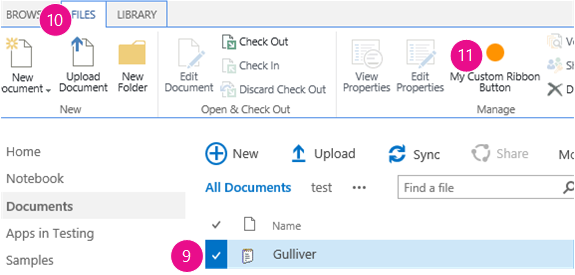 BROWS 10 FILES LIBRARY
New
Document
Upload
Document
New
Folder
New
Edit
Document
Check Out
Check In
Discard Check Out
Open & Check Out
View
Properties
Edit
Properties
11
My Custom Ribbon
Button
Manage
Home
Notebook
Documents
Apps in Testing
Samples
New Upload Sync Share Mo
All Documents test ••• Find a file
Name
9 Gulliver